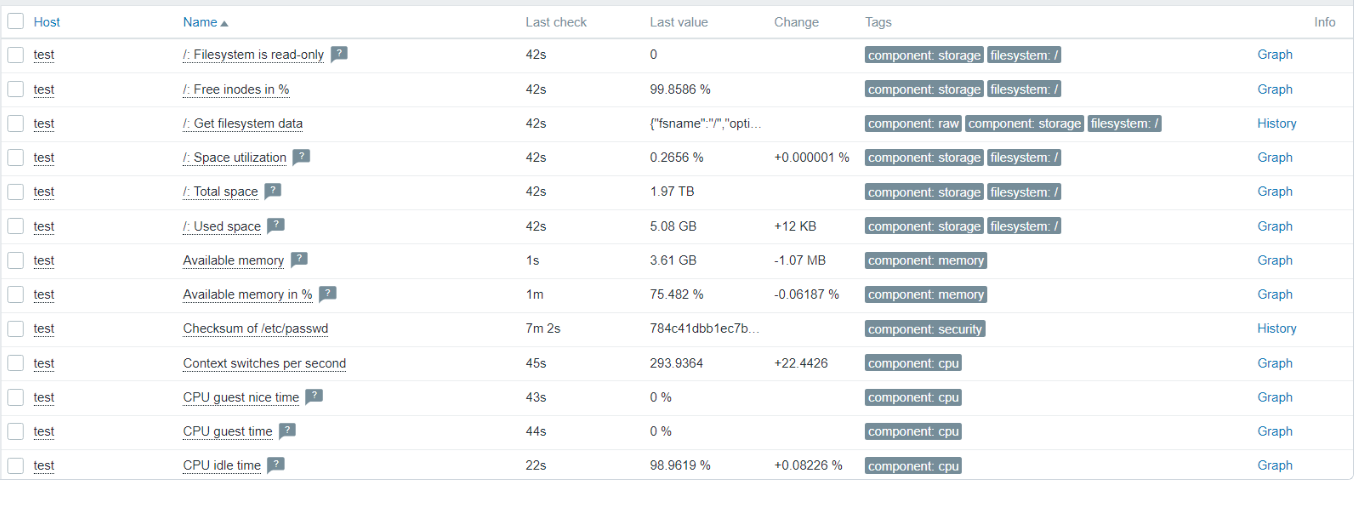 Host Name Last check Last value Change Tags Info
test /: Filesystem is read-only ? 42s 0 component: storage filesystem: / Graph
test /: Free inodes in % 42s 99.8586 % component: storage filesystem: / Graph
test /: Get filesystem data 42s {"fsname":"/","opti... component: raw component: storage filesystem: / History
test /: Space utilization ? 42s 0.2656 % +0.000001 % component: storage filesystem: / Graph
test /: Total space ? 42s 1.97 TB component: storage filesystem: / Graph
test /: Used space ? 42s 5.08 GB +12 KB component: storage filesystem: / Graph
test Available memory ? 1s 3.61 GB -1.07 MB component: memory Graph
test Available memory in % ? 1m 75.482 % -0.06187 % component: memory Graph
test Checksum of /etc/passwd 7m 2s 784c41dbb1ec7b... component: security History
test Context switches per second 45s 293.9364 +22.4426 component: cpu Graph
test CPU guest nice time ? 43s 0 % component: cpu Graph
test CPU guest time ? 44s 0 % component: cpu Graph
test CPU idle time ? 22s 98.9619 % +0.08226 % component: cpu Graph